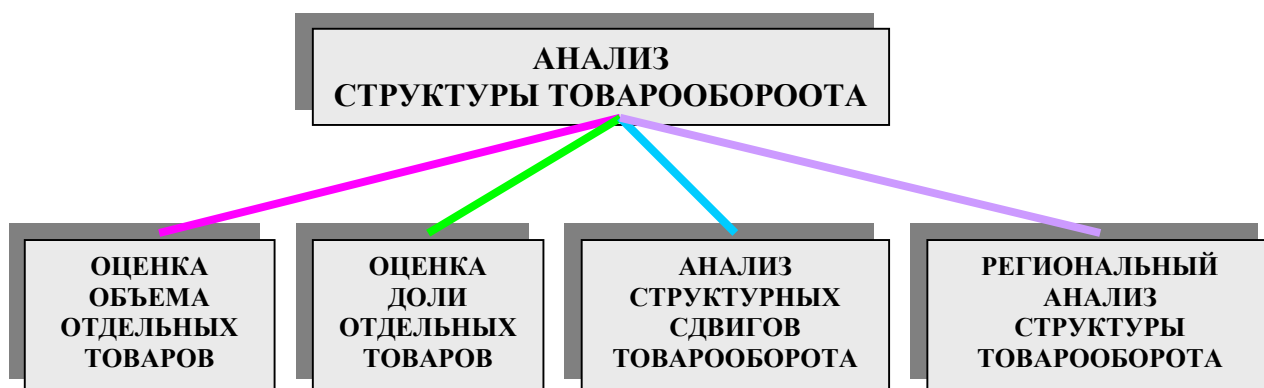 АНАЛИЗ
СТРУКТУРЫ ТОВАРООБОРООТА
ОЦЕНКА
ОБЪЕМА
ОТДЕЛЬНЫХ
ТОВАРОВ
ОЦЕНКА
ДОЛИ
ОТДЕЛЬНЫХ
ТОВАРОВ
АНАЛИЗ
СТРУКТУРНЫХ
СДВИГОВ
ТОВАРООБОРОТА
РЕГИОНАЛЬНЫЙ
АНАЛИЗ
СТРУКТУРЫ
ТОВАРООБОРОТА